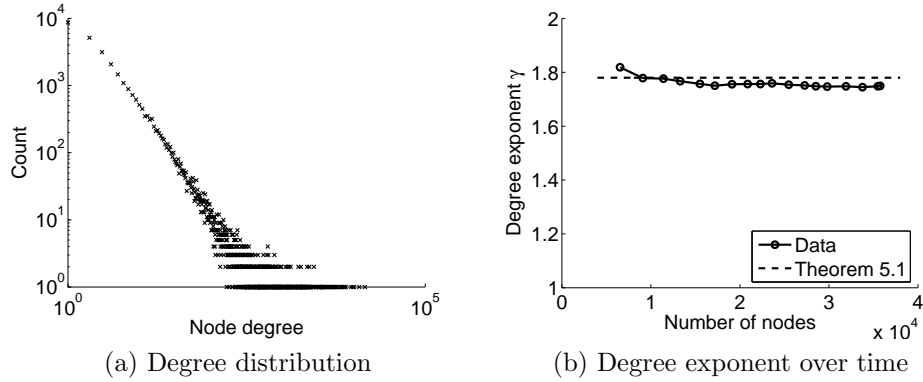 10^4
10^3
10^2
10^1
10^0
Count
10^0
10^5
Node degree
(a) Degree distribution
2
1.8
1.6
1.4
1.2
1
Degree exponent γ
Data
Theorem 5.1
0
1
2
3
4
Number of nodes
x 10^4
(b) Degree exponent over time